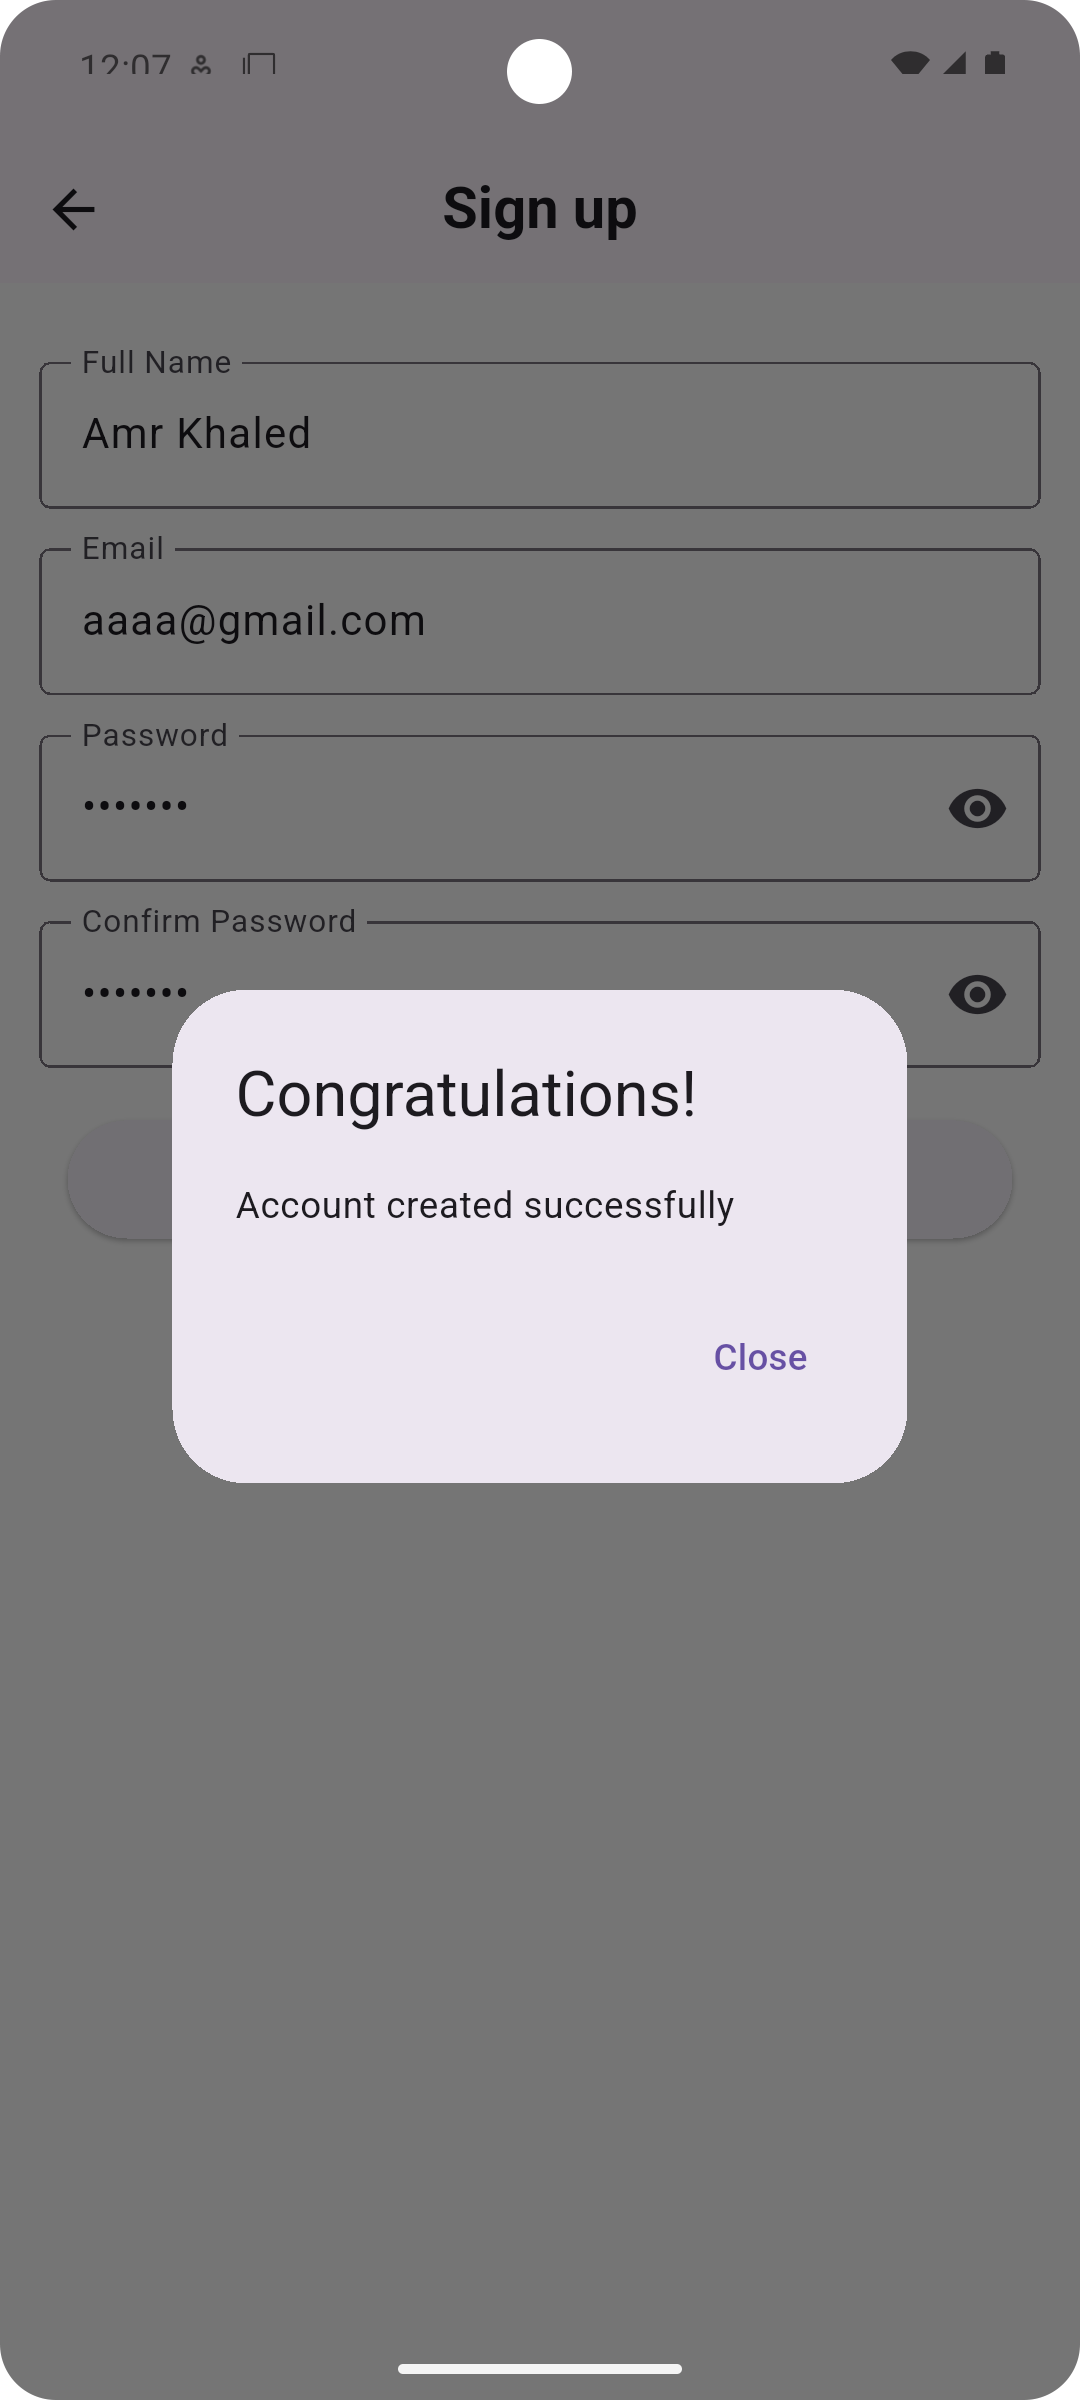 12:07
Sign up
Full Name
Amr Khaled
Email
aaaa@gmail.com
Password
•••••••
Confirm Password
•••••••
Congratulations!
Account created successfully
Close